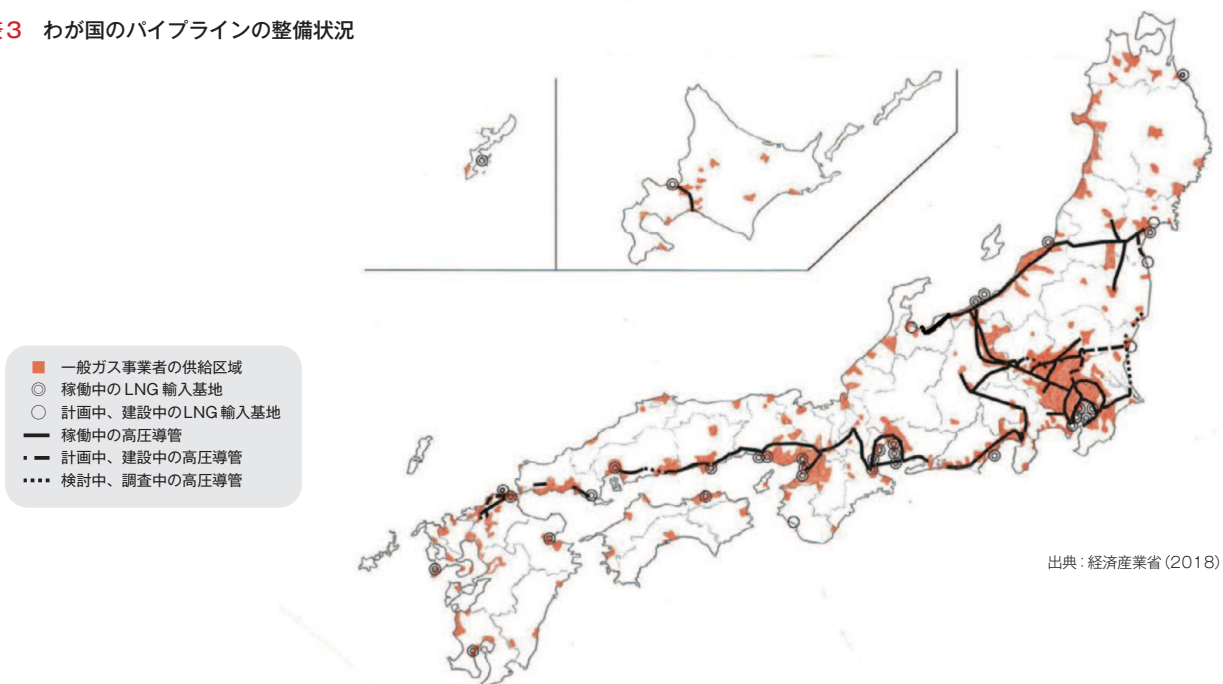 表3 わが国のパイプラインの整備状況
一般ガス事業者の供給区域
稼働中のLNG輸入基地
計画中、建設中のLNG輸入基地
稼働中の高圧導管
計画中、建設中の高圧導管
検討中、調査中の高圧導管
出典：経済産業省(2018)